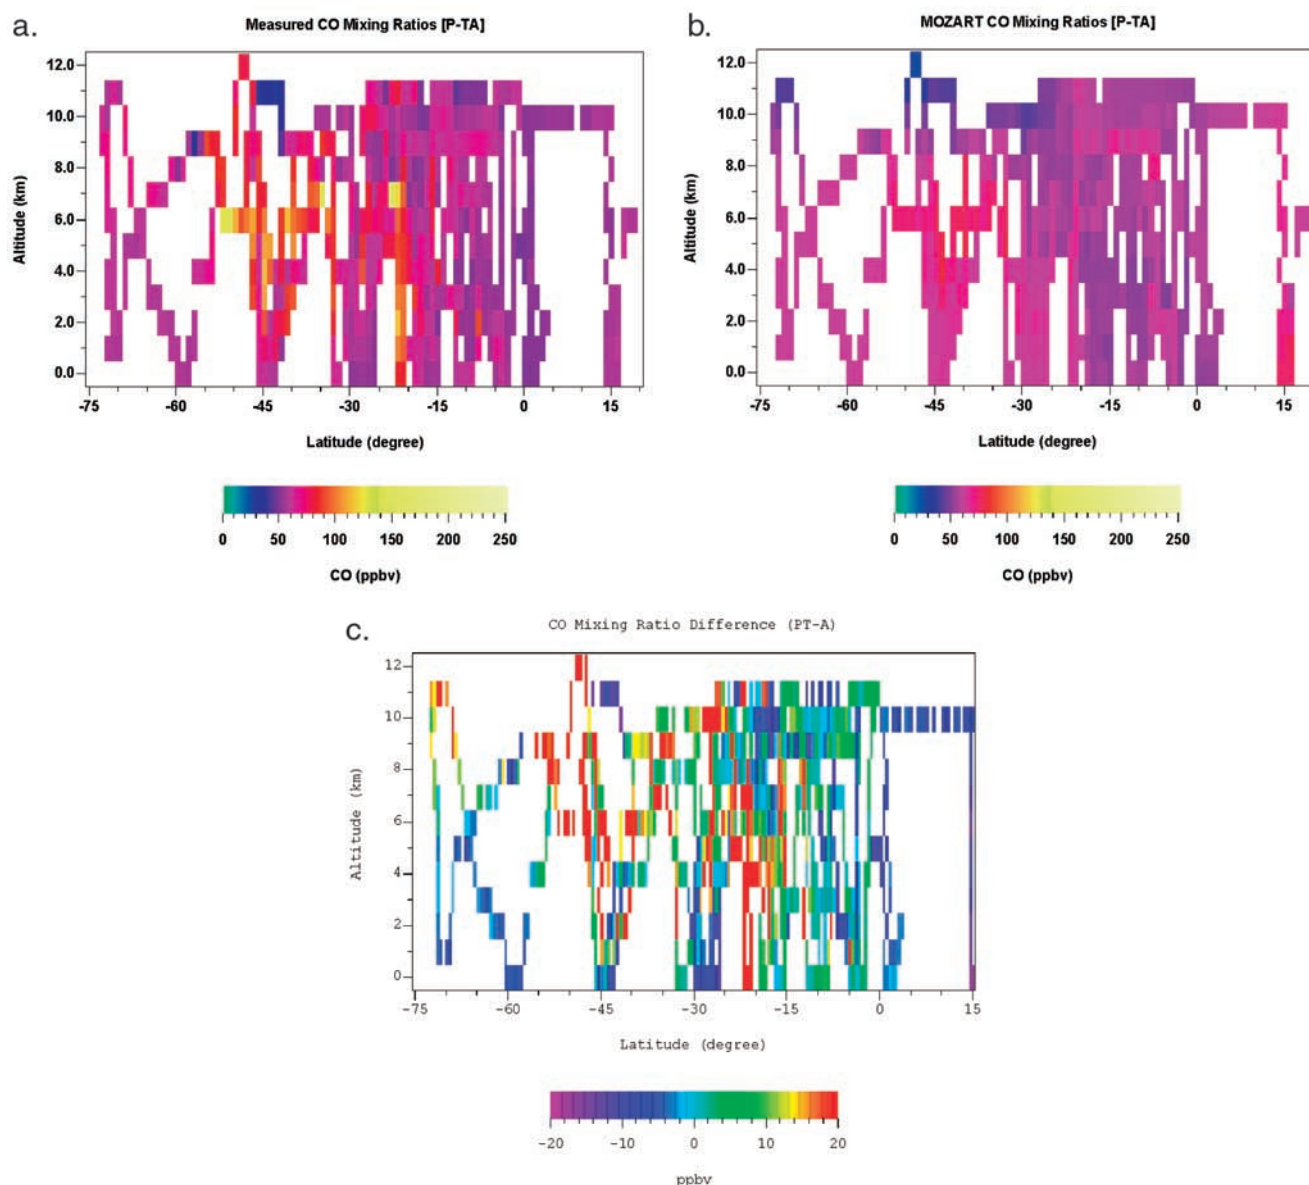 a.
Measured CO Mixing Ratios [P-TA]
12.0
10.0
8.0
6.0
4.0
2.0
0.0
Altitude (km)
-75 -60 -45 -30 -15 0 15
Latitude (degree)
0 50 100 150 200 250
CO (ppbv)
b.
MOZART CO Mixing Ratios [P-TA]
12.0
10.0
8.0
6.0
4.0
2.0
0.0
Altitude (km)
-75 -60 -45 -30 -15 0 15
Latitude (degree)
0 50 100 150 200 250
CO (ppbv)
c.
CO Mixing Ratio Difference (PT-A)
12
10
8
6
4
2
0
Altitude (km)
-75 -60 -45 -30 -15 0 15
Latitude (degree)
-20 -10 0 10 20
ppbv